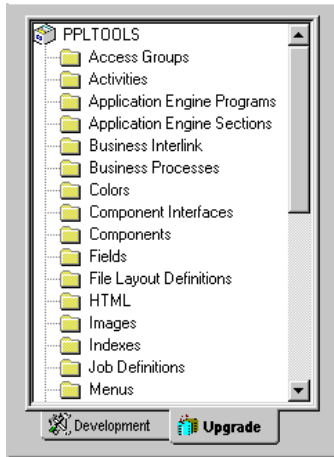 PPLTOOLS
Access Groups
Activities
Application Engine Programs
Application Engine Sections
Business Interlink
Business Processes
Colors
Component Interfaces
Components
Fields
File Layout Definitions
HTML
Images
Indexes
Job Definitions
Menus
Development Upgrade